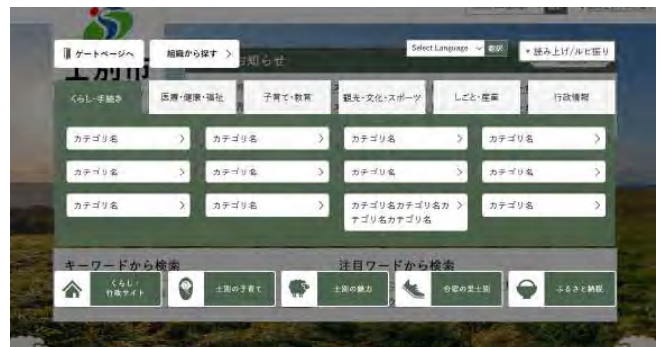 ゲートページへ
組織から探す
Select Language
翻訳
読み上げ/ルビ振り
お知らせ
士別市
くらし・手続き
医療・健康・福祉
子育て・教育
観光・文化・スポーツ
しごと・産業
行政情報
カテゴリ名
カテゴリ名
カテゴリ名
カテゴリ名
カテゴリ名
カテゴリ名
カテゴリ名
カテゴリ名
カテゴリ名
カテゴリ名
カテゴリ名カテゴリ名カ
テゴリ名カテゴリ名
カテゴリ名
キーワードから検索
注目ワードから検索
くらし・
行政サイト
士別の子育て
士別の魅力
合宿の里士別
ふるさと納税